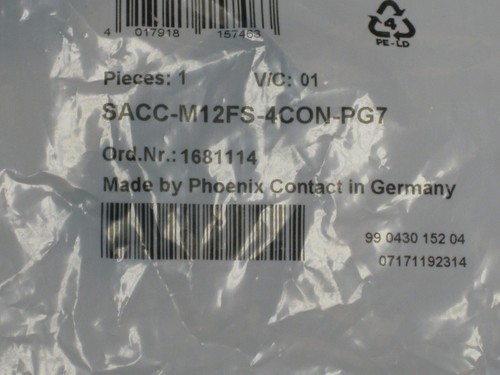 4 017918 157463
4
PE-LD
Pieces: 1 V/C: 01
SACC-M12FS-4CON-PG7
Ord.Nr.: 1681114
Made by Phoenix Contact in Germany
99 0430 152 04
07171192314